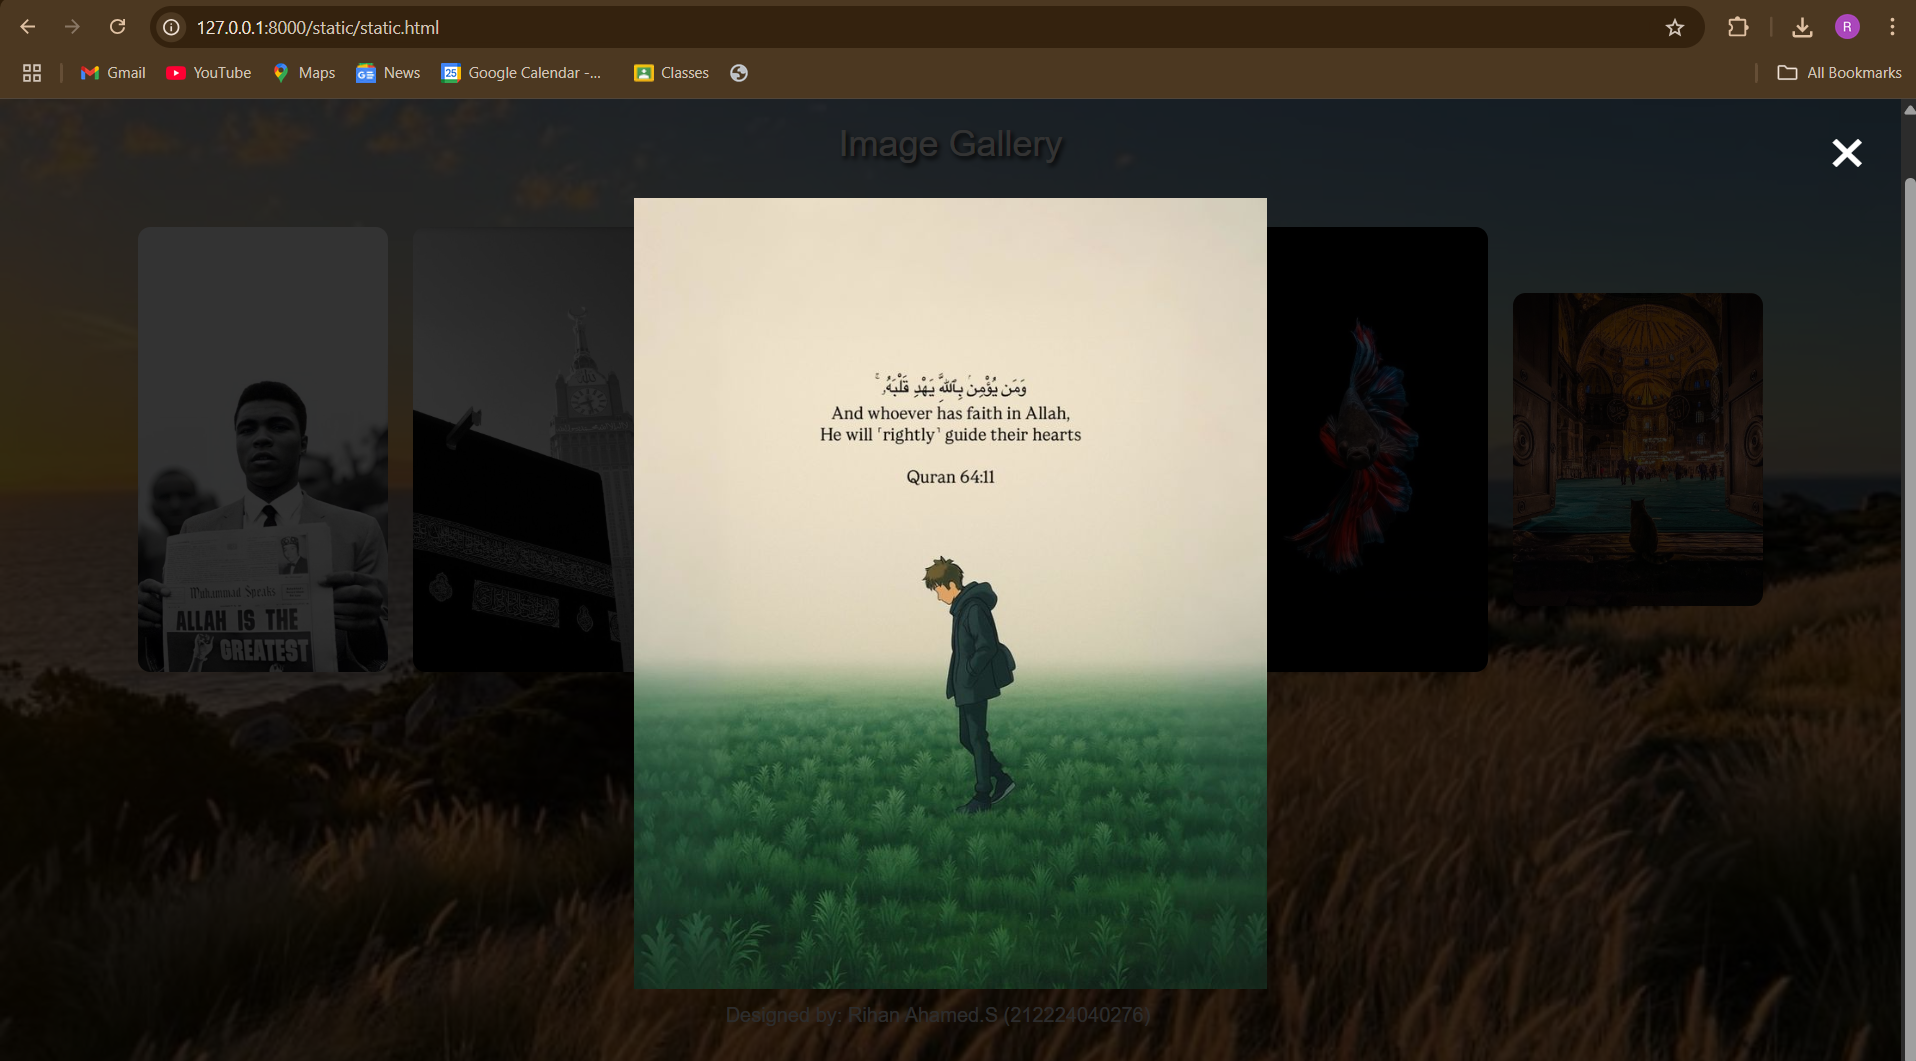 127.0.0.1:8000/static/static.html
R
Gmail
YouTube
Maps
News
Google Calendar -...
Classes
All Bookmarks
Image Gallery
وَمَن يُؤْمِنۢ بِٱللَّهِ يَهْدِ قَلْبَهُۥ ۚ
And whoever has faith in Allah,
He will ˹rightly˺ guide their hearts
Quran 64:11
Muhammad Speaks
ALLAH IS THE
GREATEST
Designed by: Rihan Ahamed.S (212224040276)